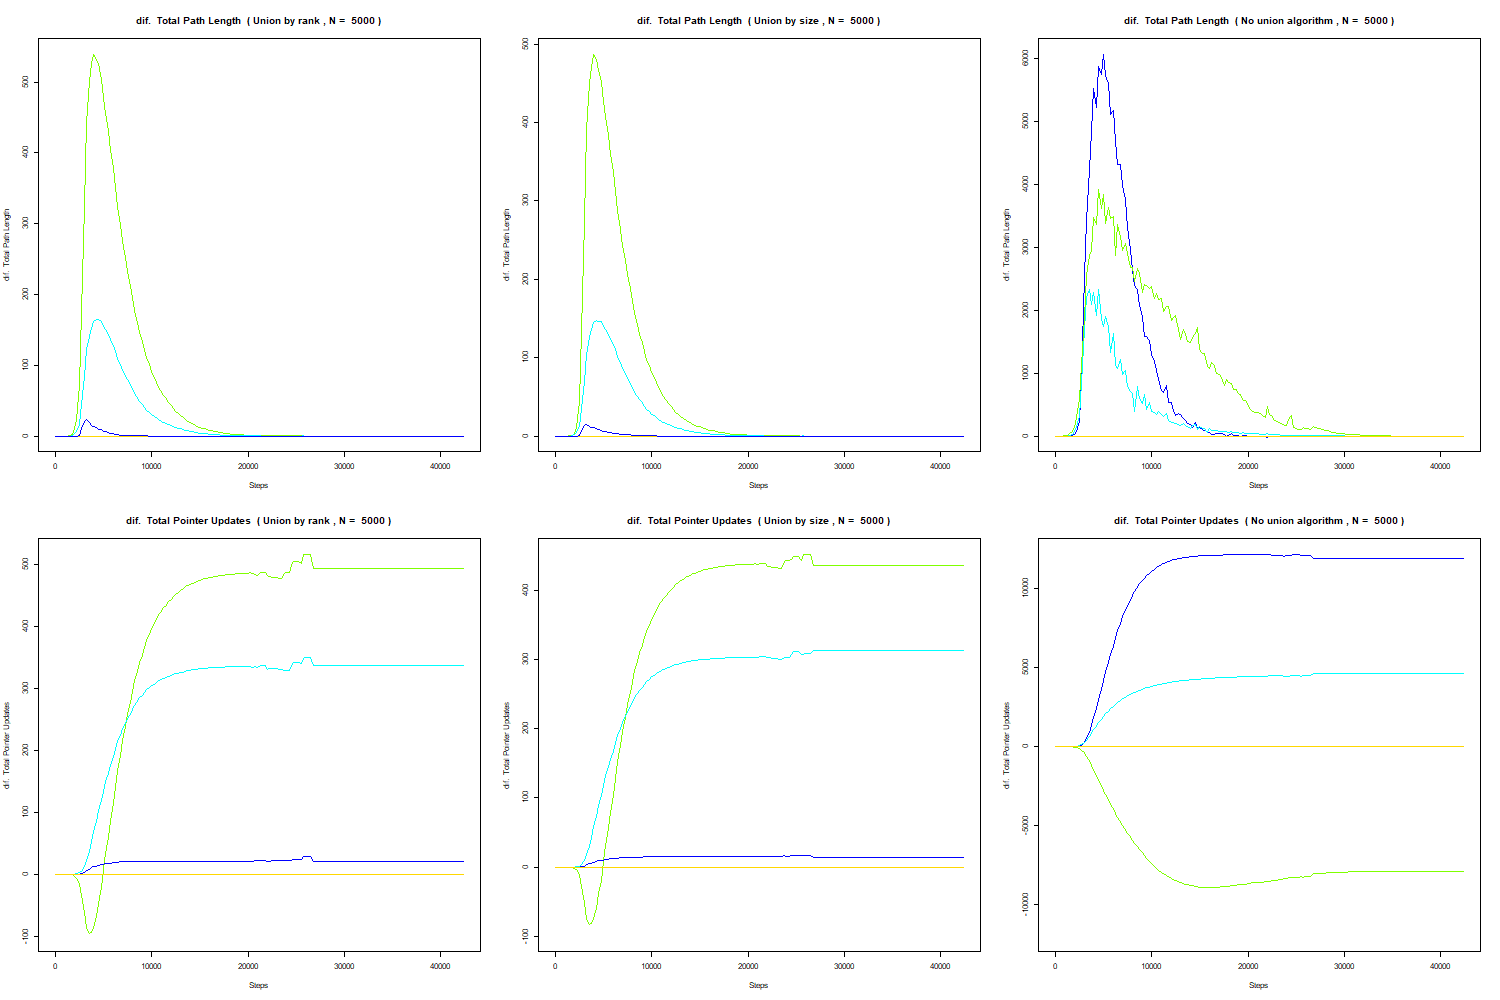 dif. Total Path Length ( Union by rank , N = 5000 )
dif. Total Path Length
500
400
300
200
100
0
0 10000 20000 30000 40000
Steps
dif. Total Path Length ( Union by size , N = 5000 )
dif. Total Path Length
500
400
300
200
100
0
0 10000 20000 30000 40000
Steps
dif. Total Path Length ( No union algorithm , N = 5000 )
dif. Total Path Length
6000
5000
4000
3000
2000
1000
0
0 10000 20000 30000 40000
Steps
dif. Total Pointer Updates ( Union by rank , N = 5000 )
dif. Total Pointer Updates
500
400
300
200
100
0
-100
0 10000 20000 30000 40000
Steps
dif. Total Pointer Updates ( Union by size , N = 5000 )
dif. Total Pointer Updates
400
300
200
100
0
-100
0 10000 20000 30000 40000
Steps
dif. Total Pointer Updates ( No union algorithm , N = 5000 )
dif. Total Pointer Updates
10000
5000
0
-5000
-10000
0 10000 20000 30000 40000
Steps